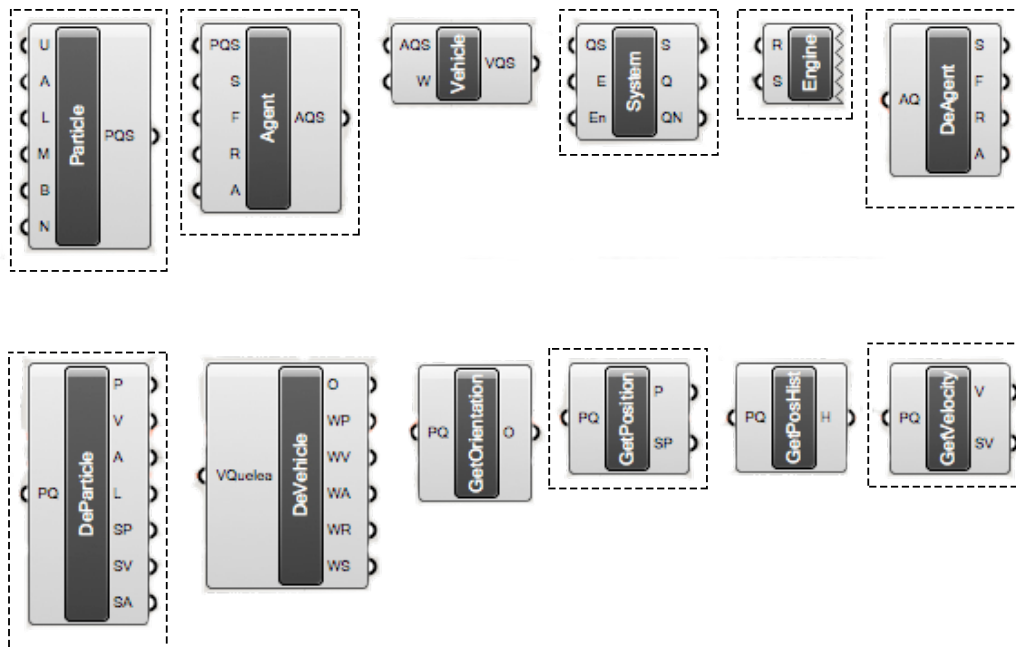 U
A
L
M
B
N
Particle
PQS
PQS
S
F
R
A
Agent
AQS
AQS
W
Vehicle
VQS
QS
E
En
System
S
Q
QN
R
S
Engine
AQ
DeAgent
S
F
R
A
PQ
DeParticle
P
V
A
L
SP
SV
SA
VQuelea
DeVehicle
O
WP
WV
WA
WR
WS
PQ
GetOrientation
O
PQ
GetPosition
P
SP
PQ
GetPosHist
H
PQ
GetVelocity
V
SV